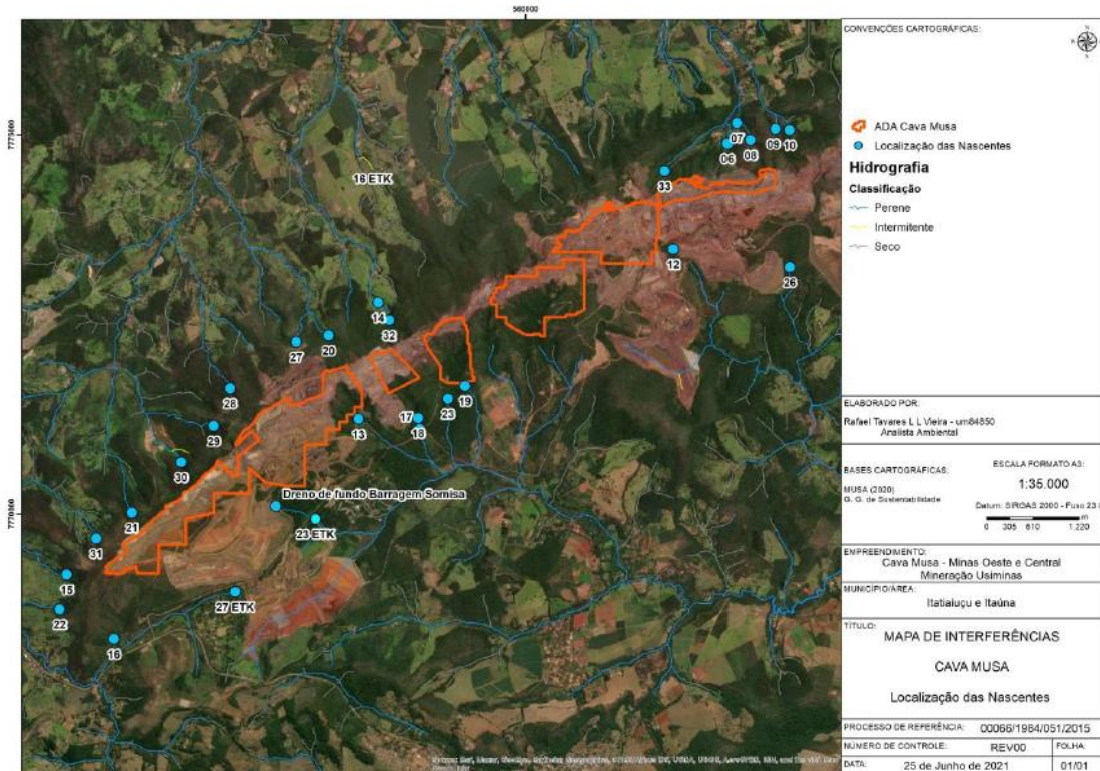 560000
7775000
7770000
07
06
08
09
10
33
12
26
16 ETK
14
32
27
20
28
29
30
21
31
15
22
16
13
17
18
23
19
Dreno de fundo Barragem Somisa
23 ETK
27 ETK
CONVENÇÕES CARTOGRÁFICAS:
ADA Cava Musa
Localização das Nascentes
Hidrografia
Classificação
Perene
Intermitente
Seco
ELABORADO POR:
Rafael Tavares L L Vieira - um84850
Analista Ambiental
BASES CARTOGRÁFICAS:
MUSA (2020)
G. G. de Sustentabilidade
ESCALA FORMATO A3:
1:35.000
Datum: SIRGAS 2000 - Fuso 23
m
0 305 610 1.220
EMPREENDIMENTO:
Cava Musa - Minas Oeste e Central
Mineração Usiminas
MUNICÍPIO/ÁREA:
Itatiaiuçu e Itaúna
TÍTULO:
MAPA DE INTERFERÊNCIAS
CAVA MUSA
Localização das Nascentes
PROCESSO DE REFERÊNCIA: 00066/1984/051/2015
NÚMERO DE CONTROLE: REV00 FOLHA:
DATA: 25 de Junho de 2021 01/01